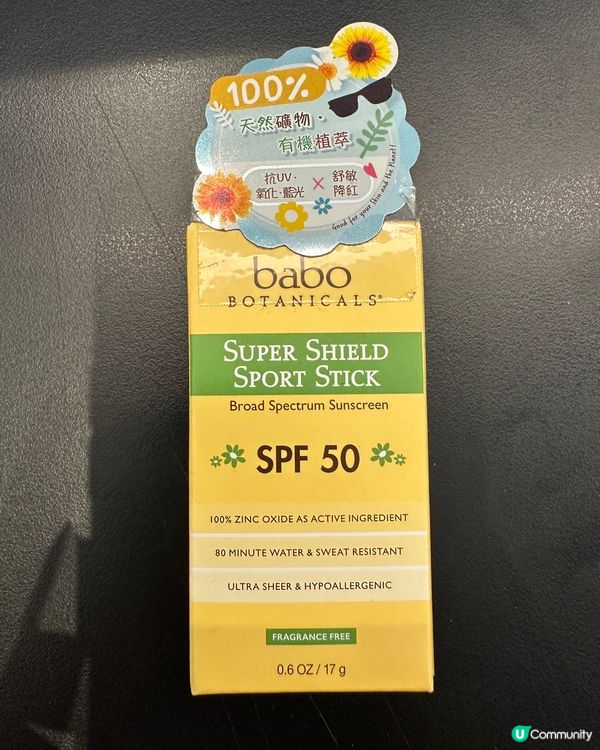 100%
天然礦物·
有機植萃
抗UV· 舒敏
氧化·藍光 × 降紅
Good for your skin and the Planet!
babo
BOTANICALS®
SUPER SHIELD
SPORT STICK
Broad Spectrum Sunscreen
SPF 50
100% ZINC OXIDE AS ACTIVE INGREDIENT
80 MINUTE WATER & SWEAT RESISTANT
ULTRA SHEER & HYPOALLERGENIC
FRAGRANCE FREE
0.6 OZ / 17 g
U Community